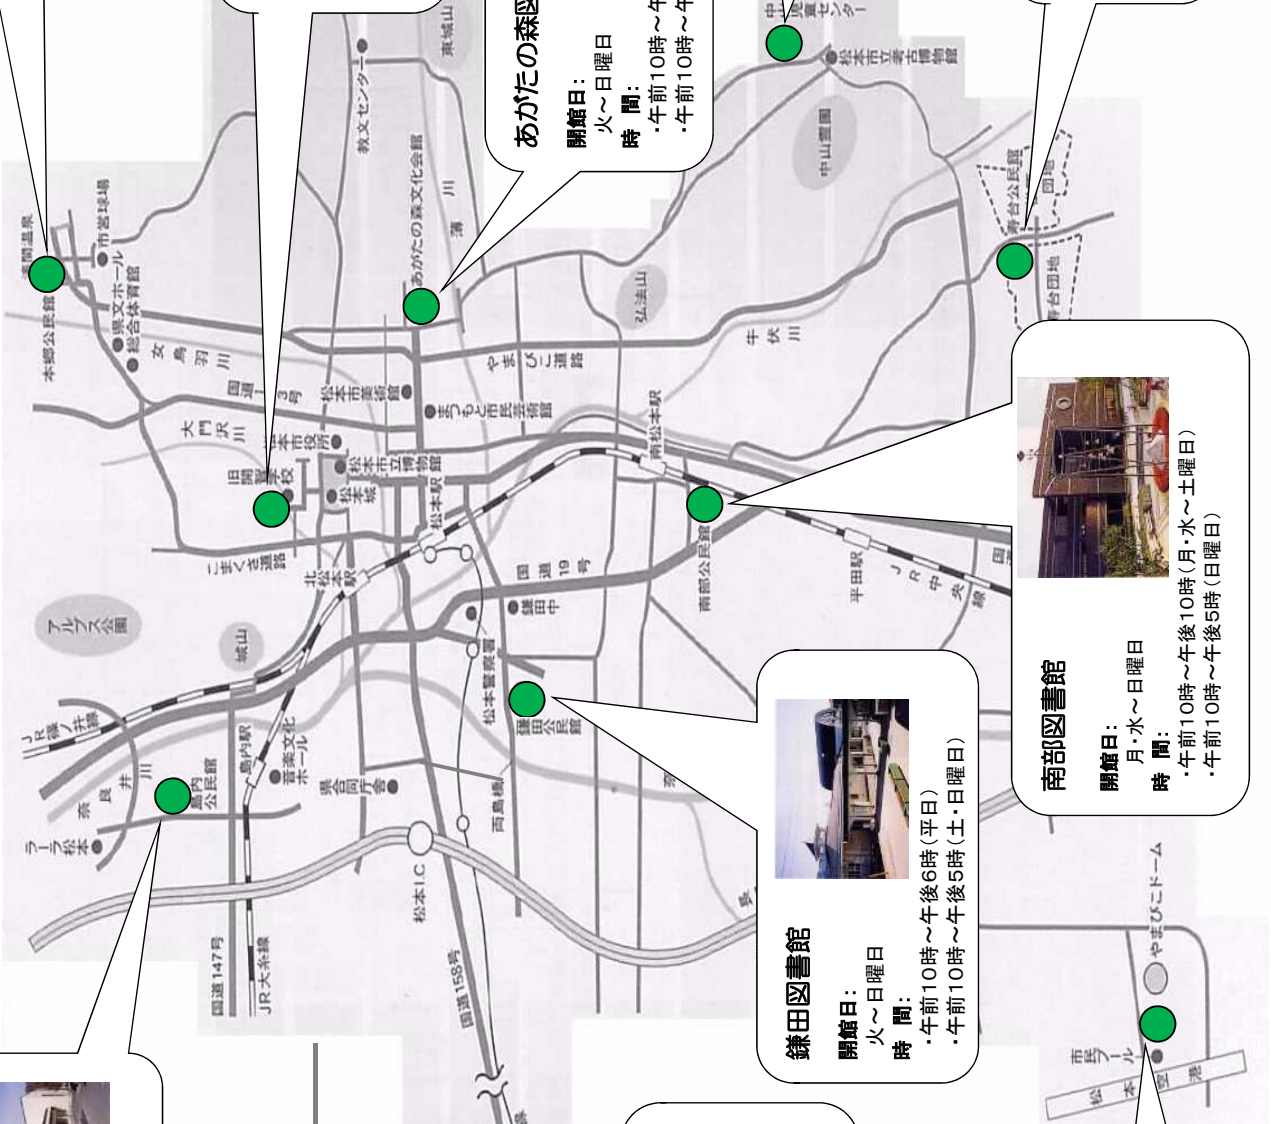 浅間温泉
本郷公民館
市営球場
県文ホール
総合体育館
女鳥羽川
教文センター
東城山
あがたの森文化会館
薄川
あがたの森図
開館日:
火～日曜日
時 間:
・午前10時～午
・午前10時～午
松本市立考古博物館
中山霊園
寿台公民館
団地
寿台団地
弘法山
牛伏川
やまびこ道路
松本市美術館
まつもと市民芸術館
大門沢川
旧開智学校
松本市立博物館
松本城
松本駅
南松本駅
こまくさ道路
北松本駅
国道19号
鎌田中
南部公民館
平田駅
JR中央線
アルプス公園
城山
松本警察署
鎌田公民館
JR篠ノ井線
奈良井川
島内公民館
島内駅
音楽文化ホール
県合同庁舎
両島橋
ラーラ松本
松本I.C
国道147号
JR大糸線
国道158号
南部図書館
開館日:
月・水～日曜日
時 間:
・午前10時～午後10時(月・水～土曜日)
・午前10時～午後5時(日曜日)
鎌田図書館
開館日:
火～日曜日
時 間:
・午前10時～午後6時(平日)
・午前10時～午後5時(土・日曜日)
やまびこドーム
市民プール
松本空港